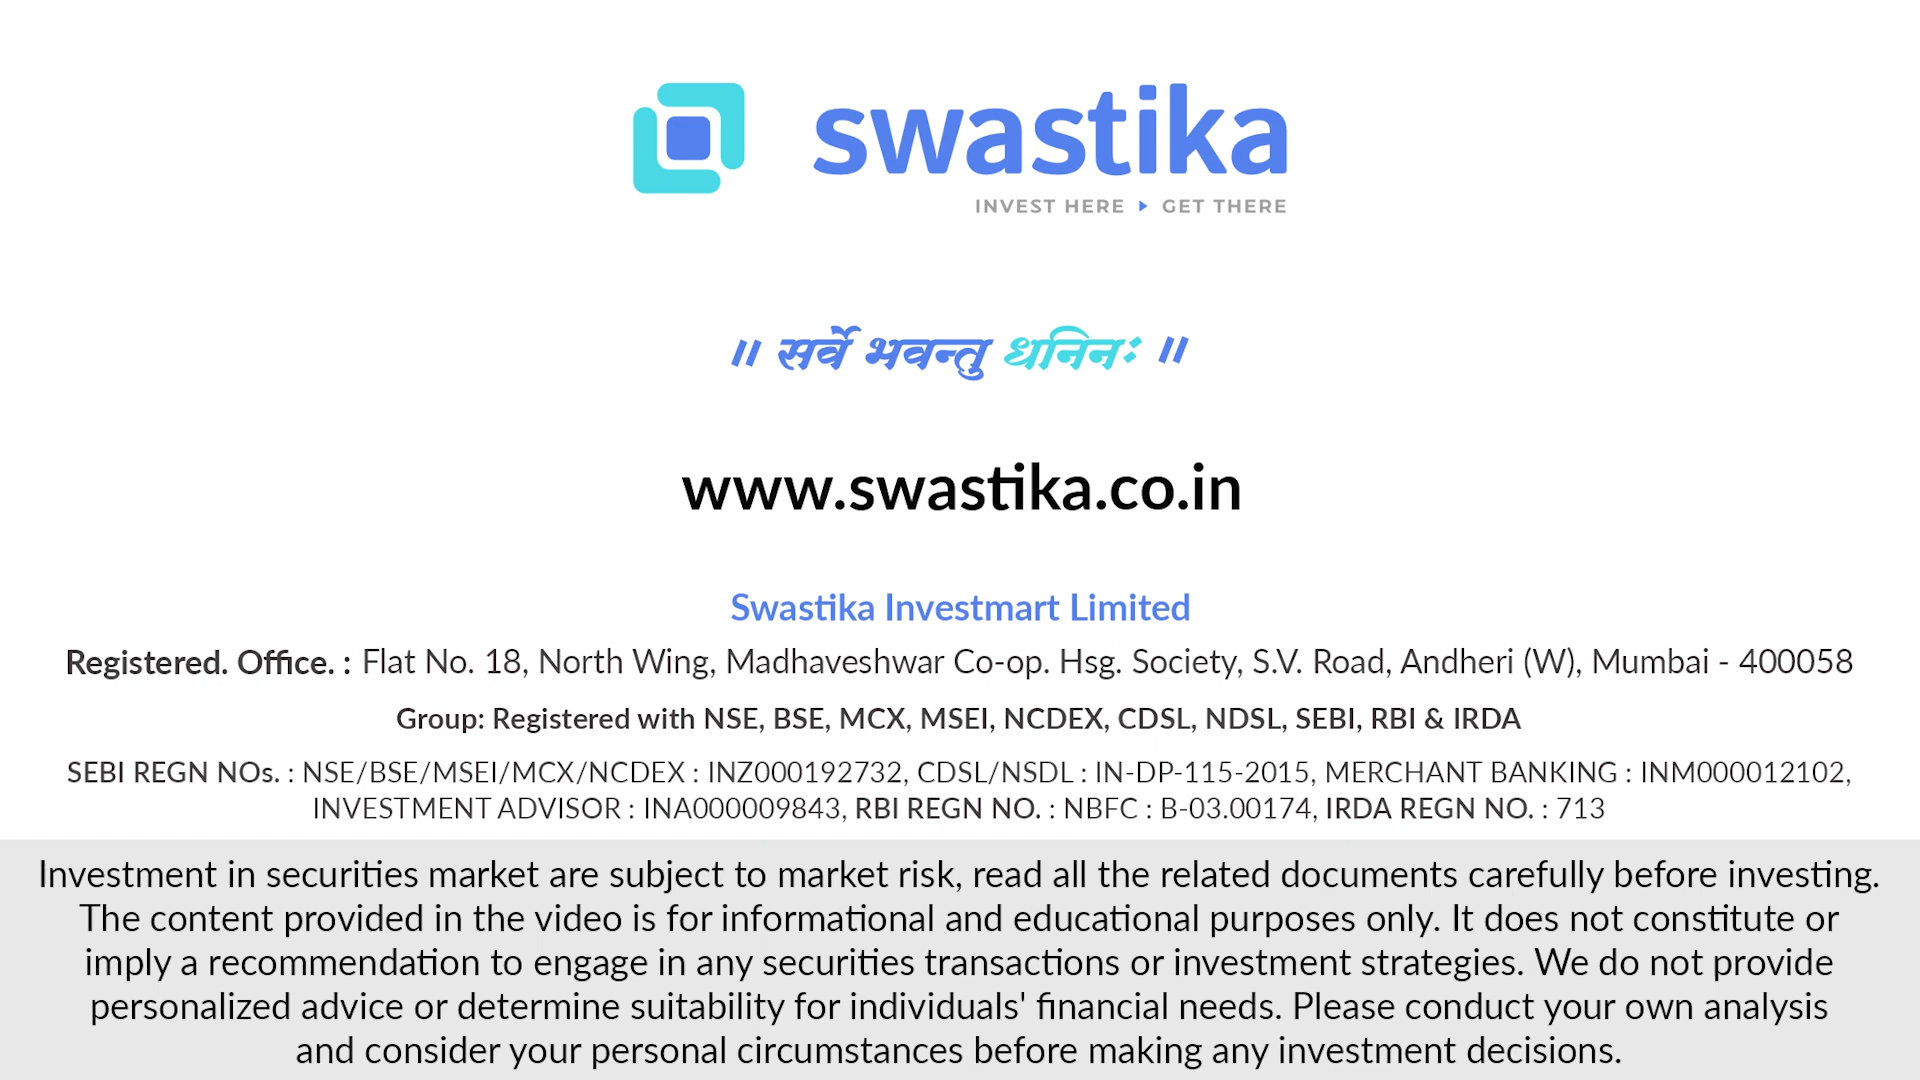 swastika
INVEST HERE ▸ GET THERE
॥ सर्वे भवन्तु धनिनः ॥
www.swastika.co.in
Swastika Investmart Limited
Registered. Office. : Flat No. 18, North Wing, Madhaveshwar Co-op. Hsg. Society, S.V. Road, Andheri (W), Mumbai - 400058
Group: Registered with NSE, BSE, MCX, MSEI, NCDEX, CDSL, NDSL, SEBI, RBI & IRDA
SEBI REGN NOs. : NSE/BSE/MSEI/MCX/NCDEX : INZ000192732, CDSL/NSDL : IN-DP-115-2015, MERCHANT BANKING : INM000012102,
INVESTMENT ADVISOR : INA000009843, RBI REGN NO. : NBFC : B-03.00174, IRDA REGN NO. : 713
Investment in securities market are subject to market risk, read all the related documents carefully before investing.
The content provided in the video is for informational and educational purposes only. It does not constitute or
imply a recommendation to engage in any securities transactions or investment strategies. We do not provide
personalized advice or determine suitability for individuals' financial needs. Please conduct your own analysis
and consider your personal circumstances before making any investment decisions.